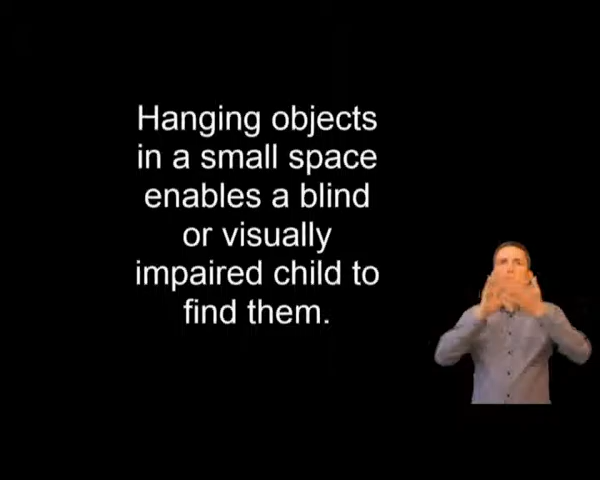 Hanging objects
in a small space
enables a blind
or visually
impaired child to
find them.